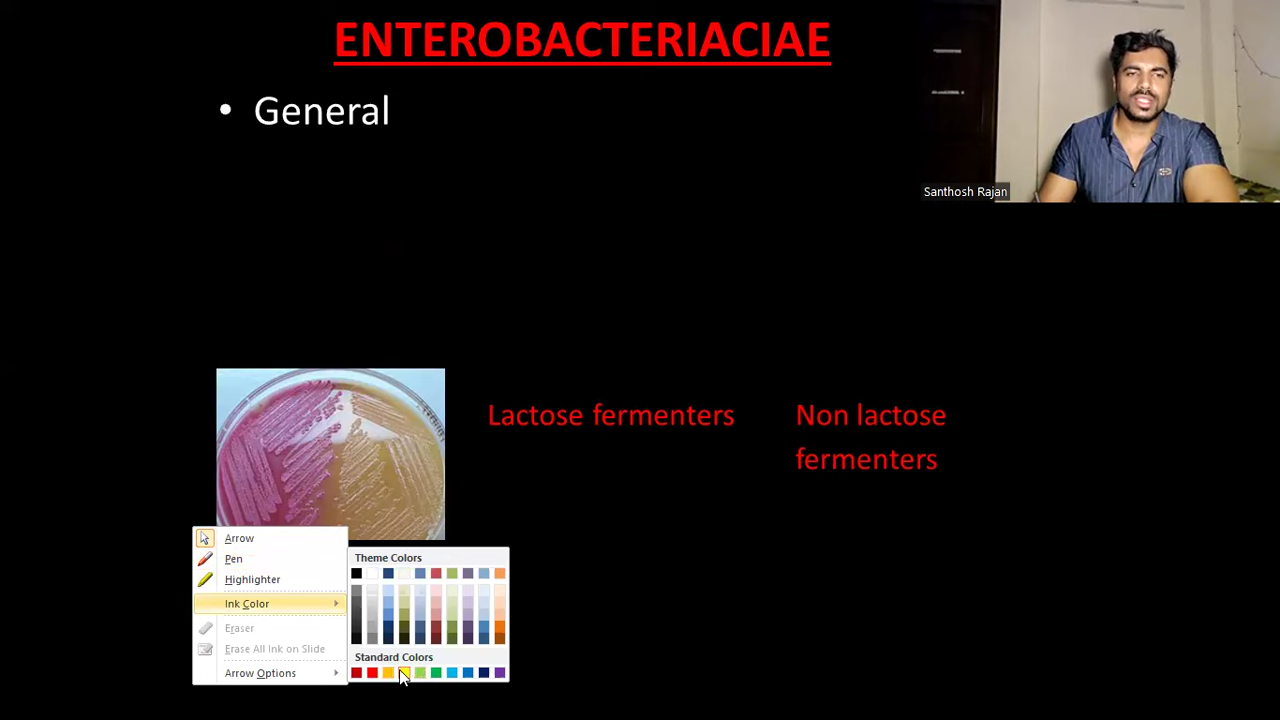 ENTEROBACTERIACIAE
• General
Santhosh Rajan
Lactose fermenters
Non lactose
fermenters
Arrow
Pen
Highlighter
Ink Color
Eraser
Erase All Ink on Slide
Arrow Options
Theme Colors
Standard Colors